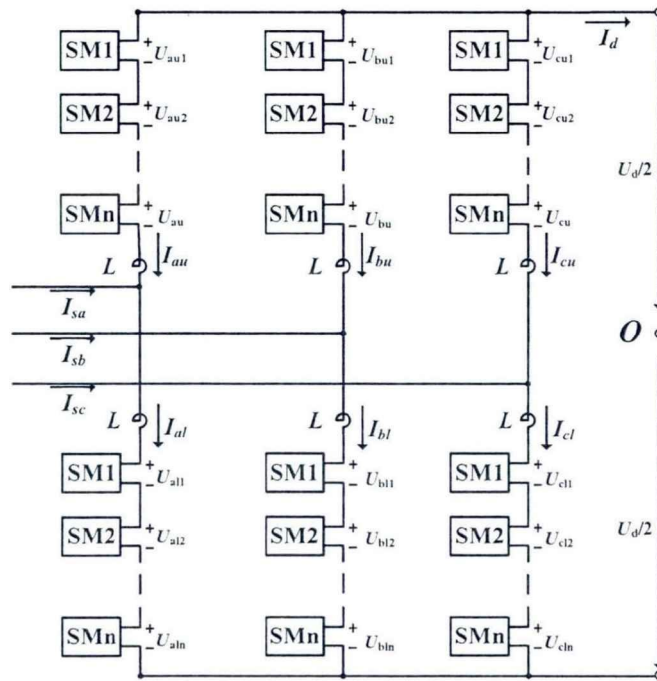 I_d
SM1 + − U_au1 SM1 + − U_bu1 SM1 + − U_cu1
SM2 + − U_au2 SM2 + − U_bu2 SM2 + − U_cu2
U_d/2
SMn + − U_au SMn + − U_bu SMn + − U_cu
L I_au L I_bu L I_cu
I_sa
O
I_sb
I_sc
L I_al L I_bl L I_cl
SM1 + − U_al1 SM1 + − U_bl1 SM1 + − U_cl1
SM2 + − U_al2 SM2 + − U_bl2 SM2 + − U_cl2
U_d/2
SMn + − U_aln SMn + − U_bln SMn + − U_cln